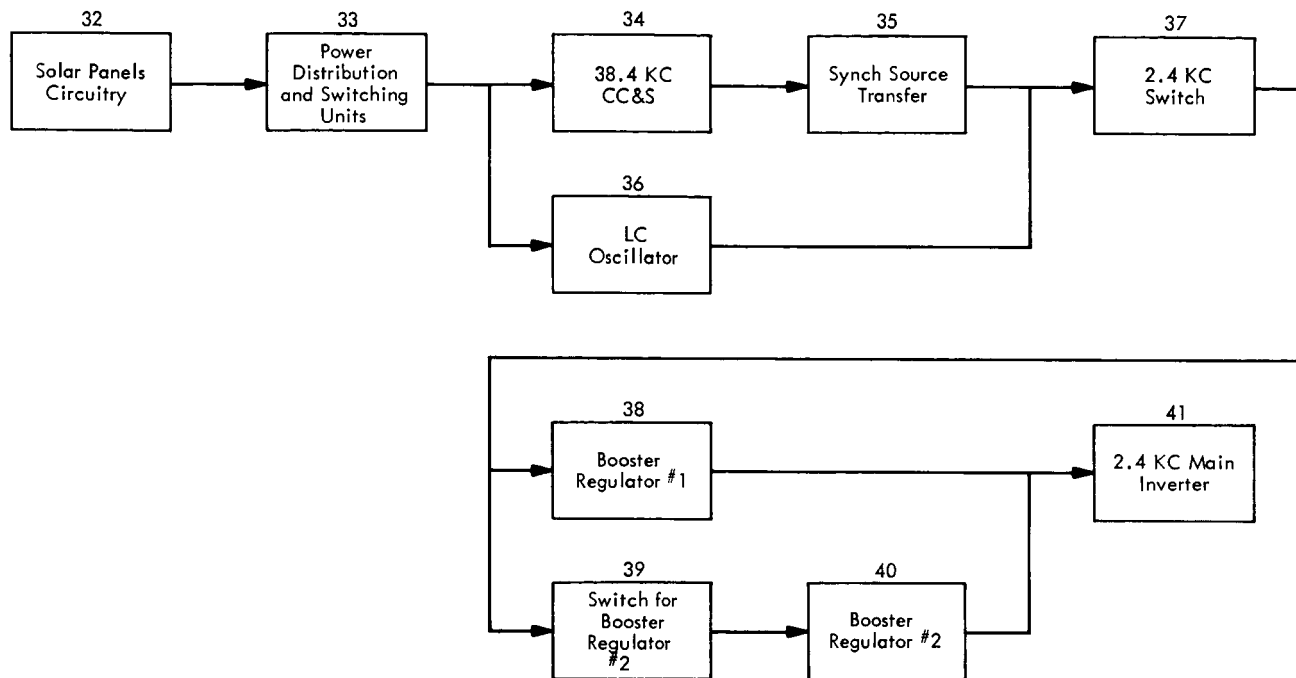 32
Solar Panels
Circuitry
33
Power
Distribution
and Switching
Units
34
38.4 KC
CC&S
35
Synch Source
Transfer
37
2.4 KC
Switch
36
LC
Oscillator
38
Booster
Regulator #1
41
2.4 KC Main
Inverter
39
Switch for
Booster
Regulator
#2
40
Booster
Regulator #2